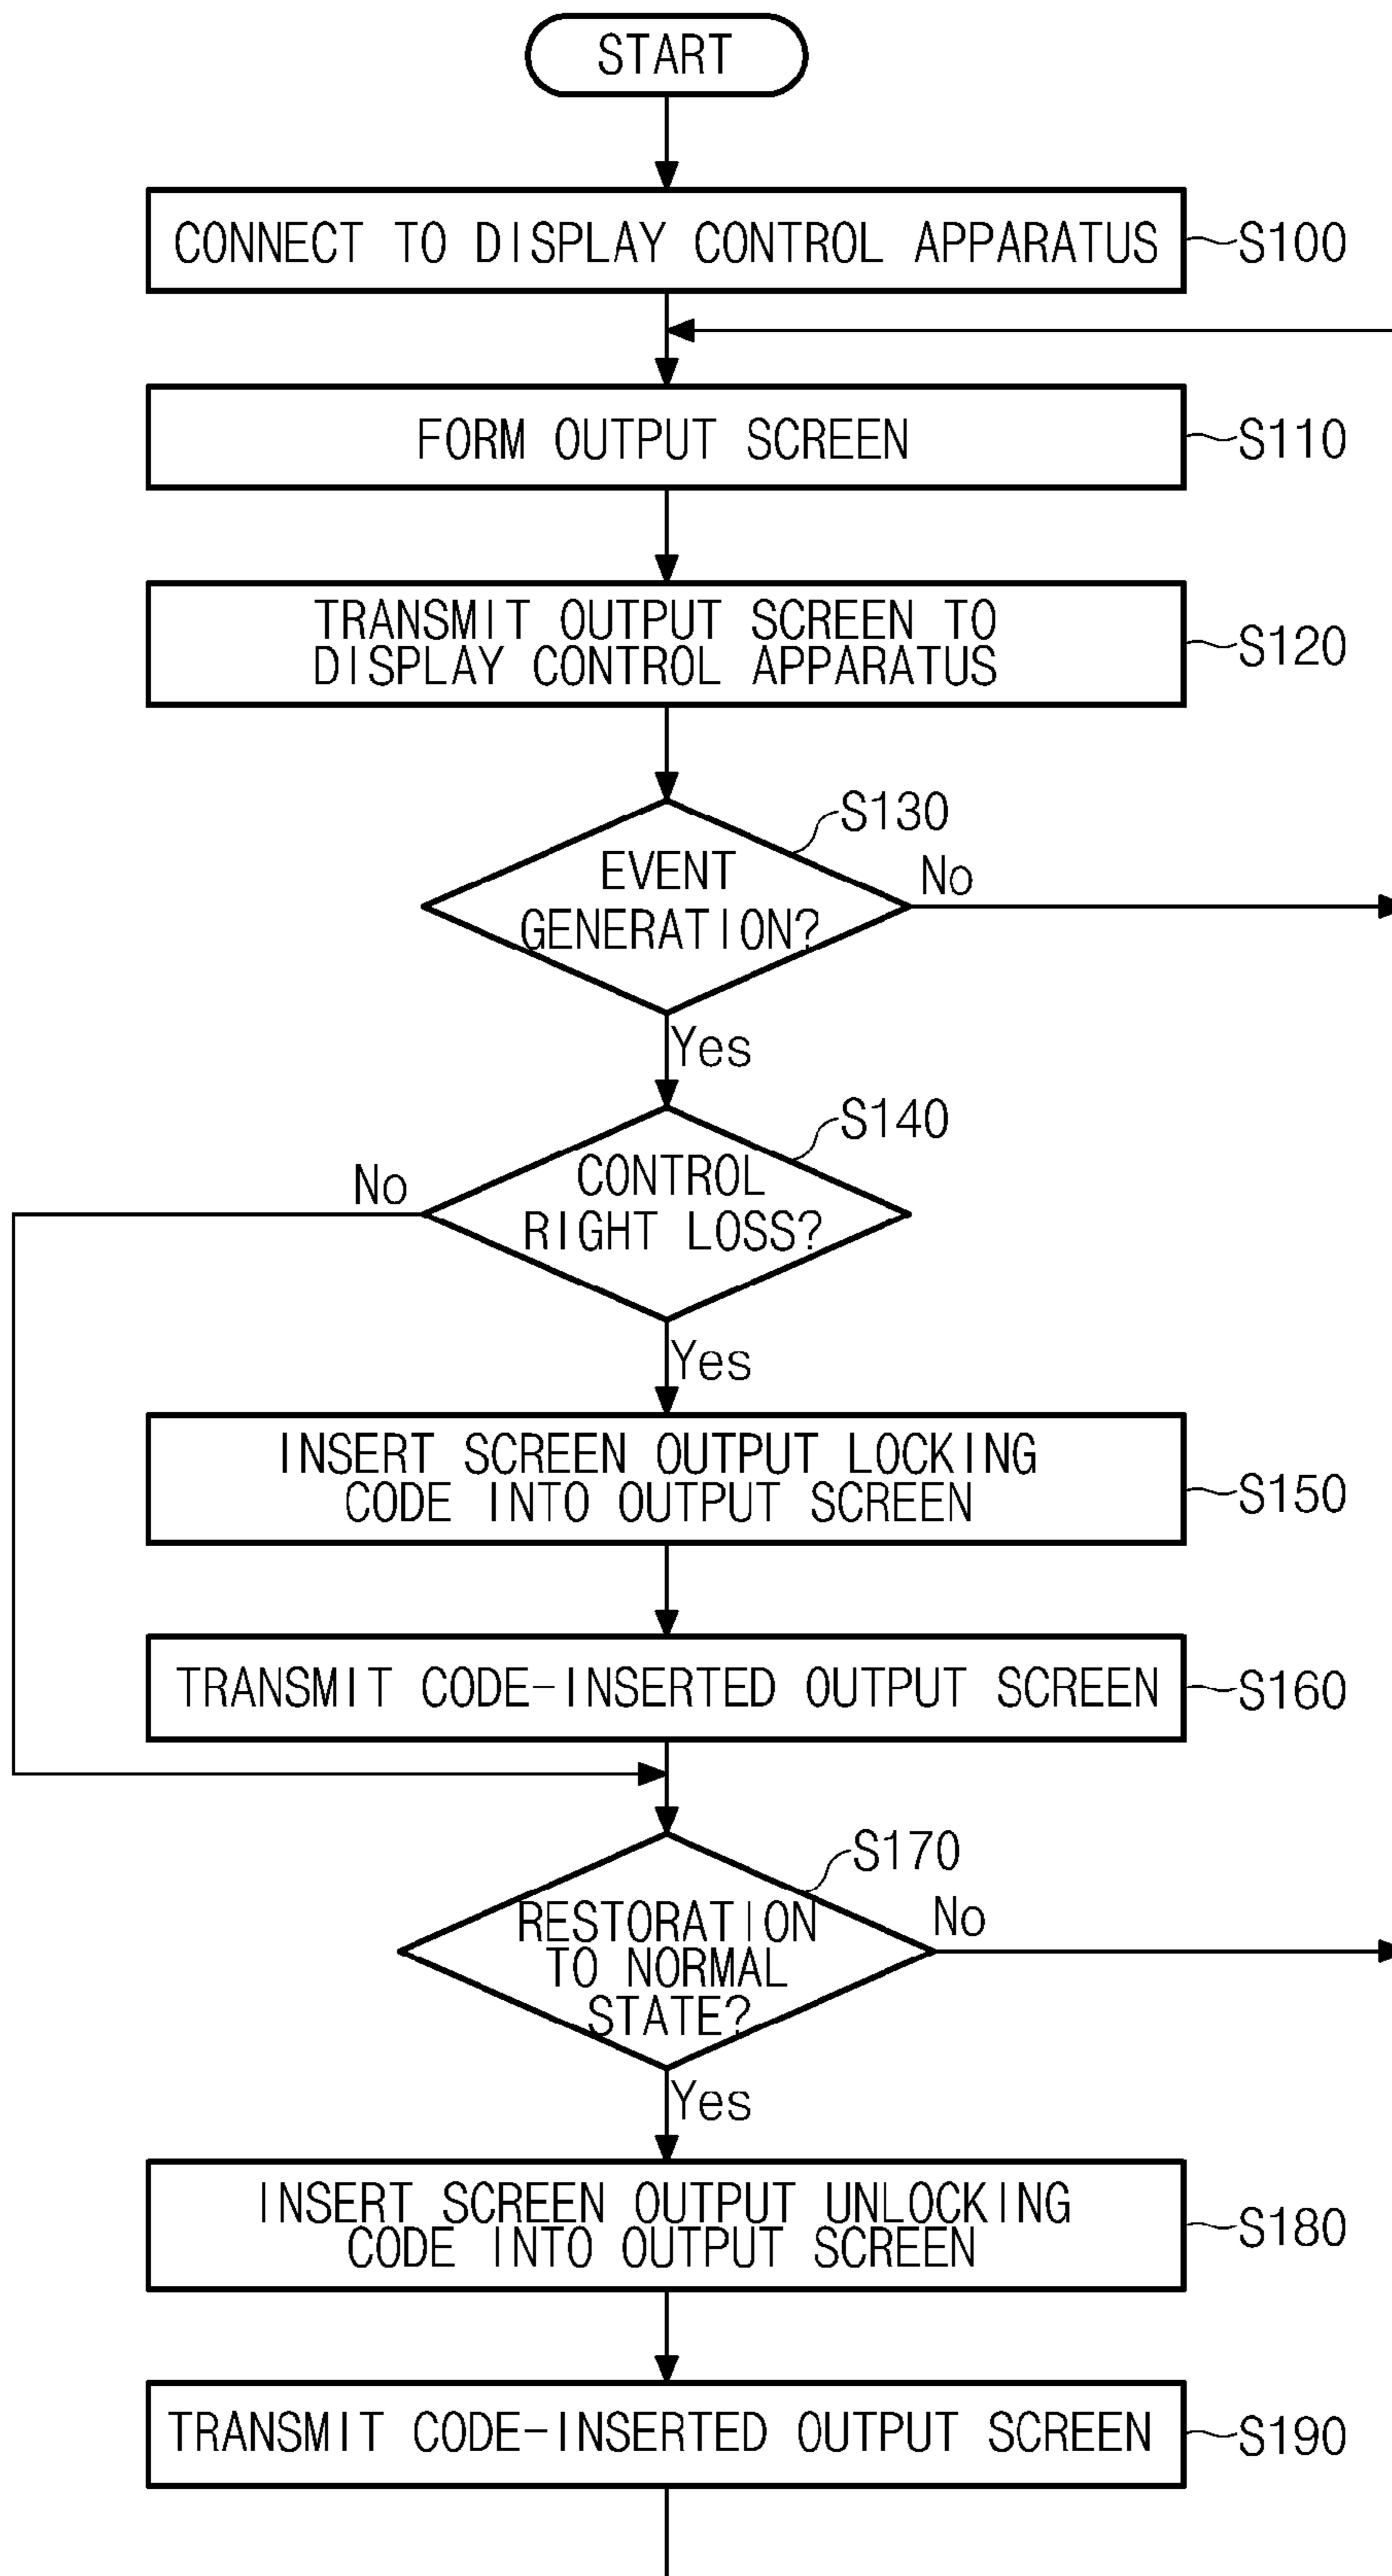 START
CONNECT TO DISPLAY CONTROL APPARATUS
S100
FORM OUTPUT SCREEN
S110
TRANSMIT OUTPUT SCREEN TO
DISPLAY CONTROL APPARATUS
S120
S130
EVENT
GENERATION?
No
Yes
S140
CONTROL
RIGHT LOSS?
No
Yes
INSERT SCREEN OUTPUT LOCKING
CODE INTO OUTPUT SCREEN
S150
TRANSMIT CODE-INSERTED OUTPUT SCREEN
S160
S170
RESTORATION
TO NORMAL
STATE?
No
Yes
INSERT SCREEN OUTPUT UNLOCKING
CODE INTO OUTPUT SCREEN
S180
TRANSMIT CODE-INSERTED OUTPUT SCREEN
S190